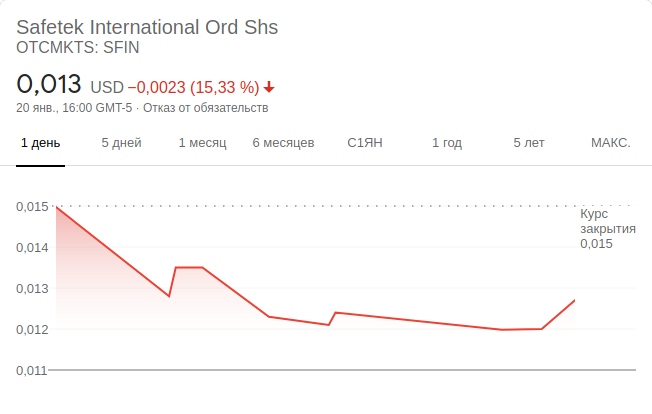 Safetek International Ord Shs
OTCMKTS: SFIN
0,013 USD −0,0023 (15,33 %)
20 янв., 16:00 GMT-5 · Отказ от обязательств
1 день 5 дней 1 месяц 6 месяцев С1ЯН 1 год 5 лет МАКС.
0,015
Курс
закрытия
0,015
0,014
0,013
0,012
0,011